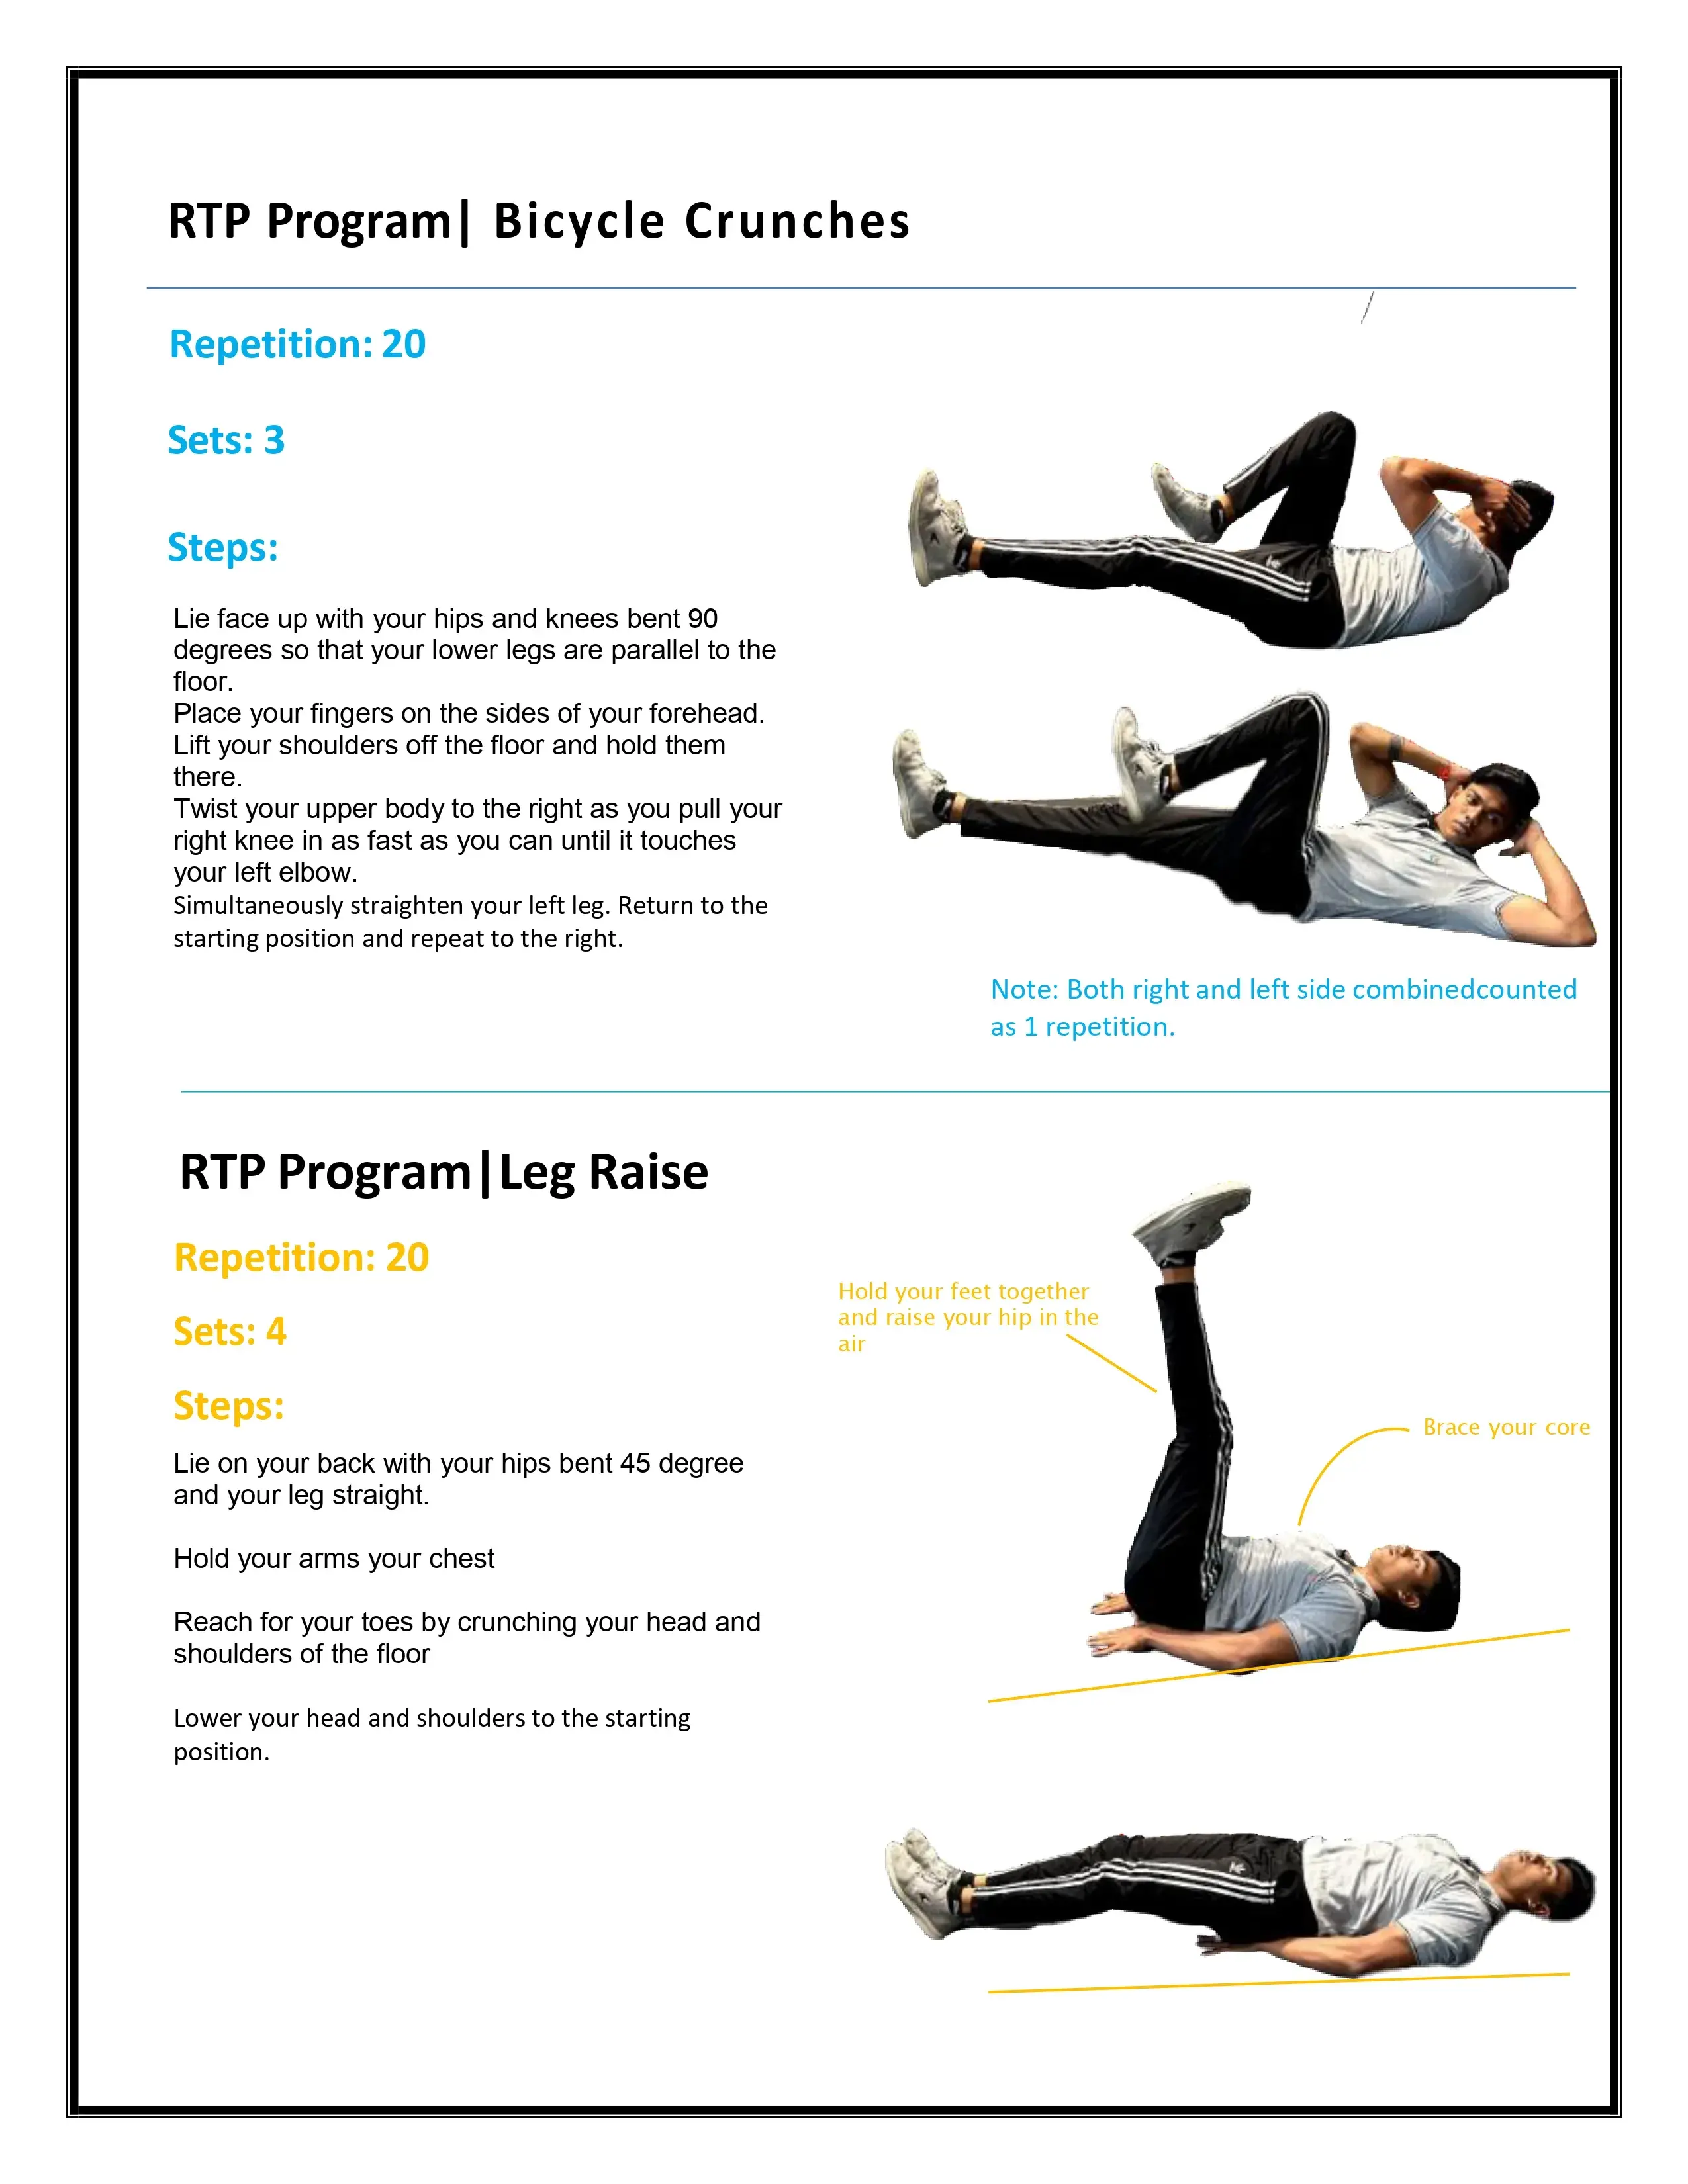 RTP Program| Bicycle Crunches
Repetition: 20
Sets: 3
Steps:
Lie face up with your hips and knees bent 90
degrees so that your lower legs are parallel to the
floor.
Place your fingers on the sides of your forehead.
Lift your shoulders off the floor and hold them
there.
Twist your upper body to the right as you pull your
right knee in as fast as you can until it touches
your left elbow.
Simultaneously straighten your left leg. Return to the
starting position and repeat to the right.
Note: Both right and left side combinedcounted
as 1 repetition.
RTP Program|Leg Raise
Repetition: 20
Sets: 4
Steps:
Lie on your back with your hips bent 45 degree
and your leg straight.
Hold your arms your chest
Reach for your toes by crunching your head and
shoulders of the floor
Lower your head and shoulders to the starting
position.
Hold your feet together
and raise your hip in the
air
Brace your core